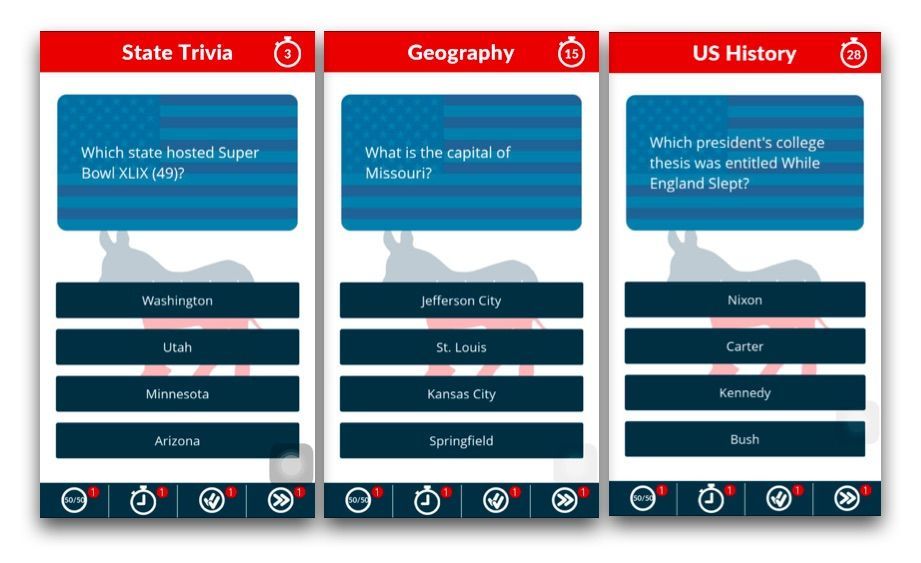 State Trivia
3
Which state hosted Super
Bowl XLIX (49)?
Washington
Utah
Minnesota
Arizona
50/50
1
1
1
1
Geography
15
What is the capital of
Missouri?
Jefferson City
St. Louis
Kansas City
Springfield
50/50
1
1
1
1
US History
28
Which president's college
thesis was entitled While
England Slept?
Nixon
Carter
Kennedy
Bush
50/50
1
1
1
1